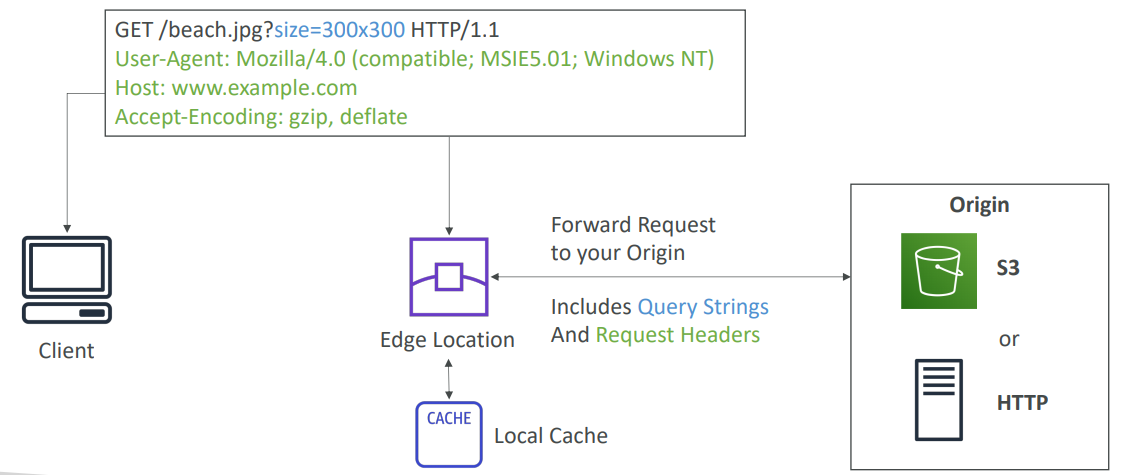 GET /beach.jpg?size=300x300 HTTP/1.1
User-Agent: Mozilla/4.0 (compatible; MSIE5.01; Windows NT)
Host: www.example.com
Accept-Encoding: gzip, deflate
Client
Edge Location
CACHE
Local Cache
Forward Request
to your Origin
Includes Query Strings
And Request Headers
Origin
S3
or
HTTP